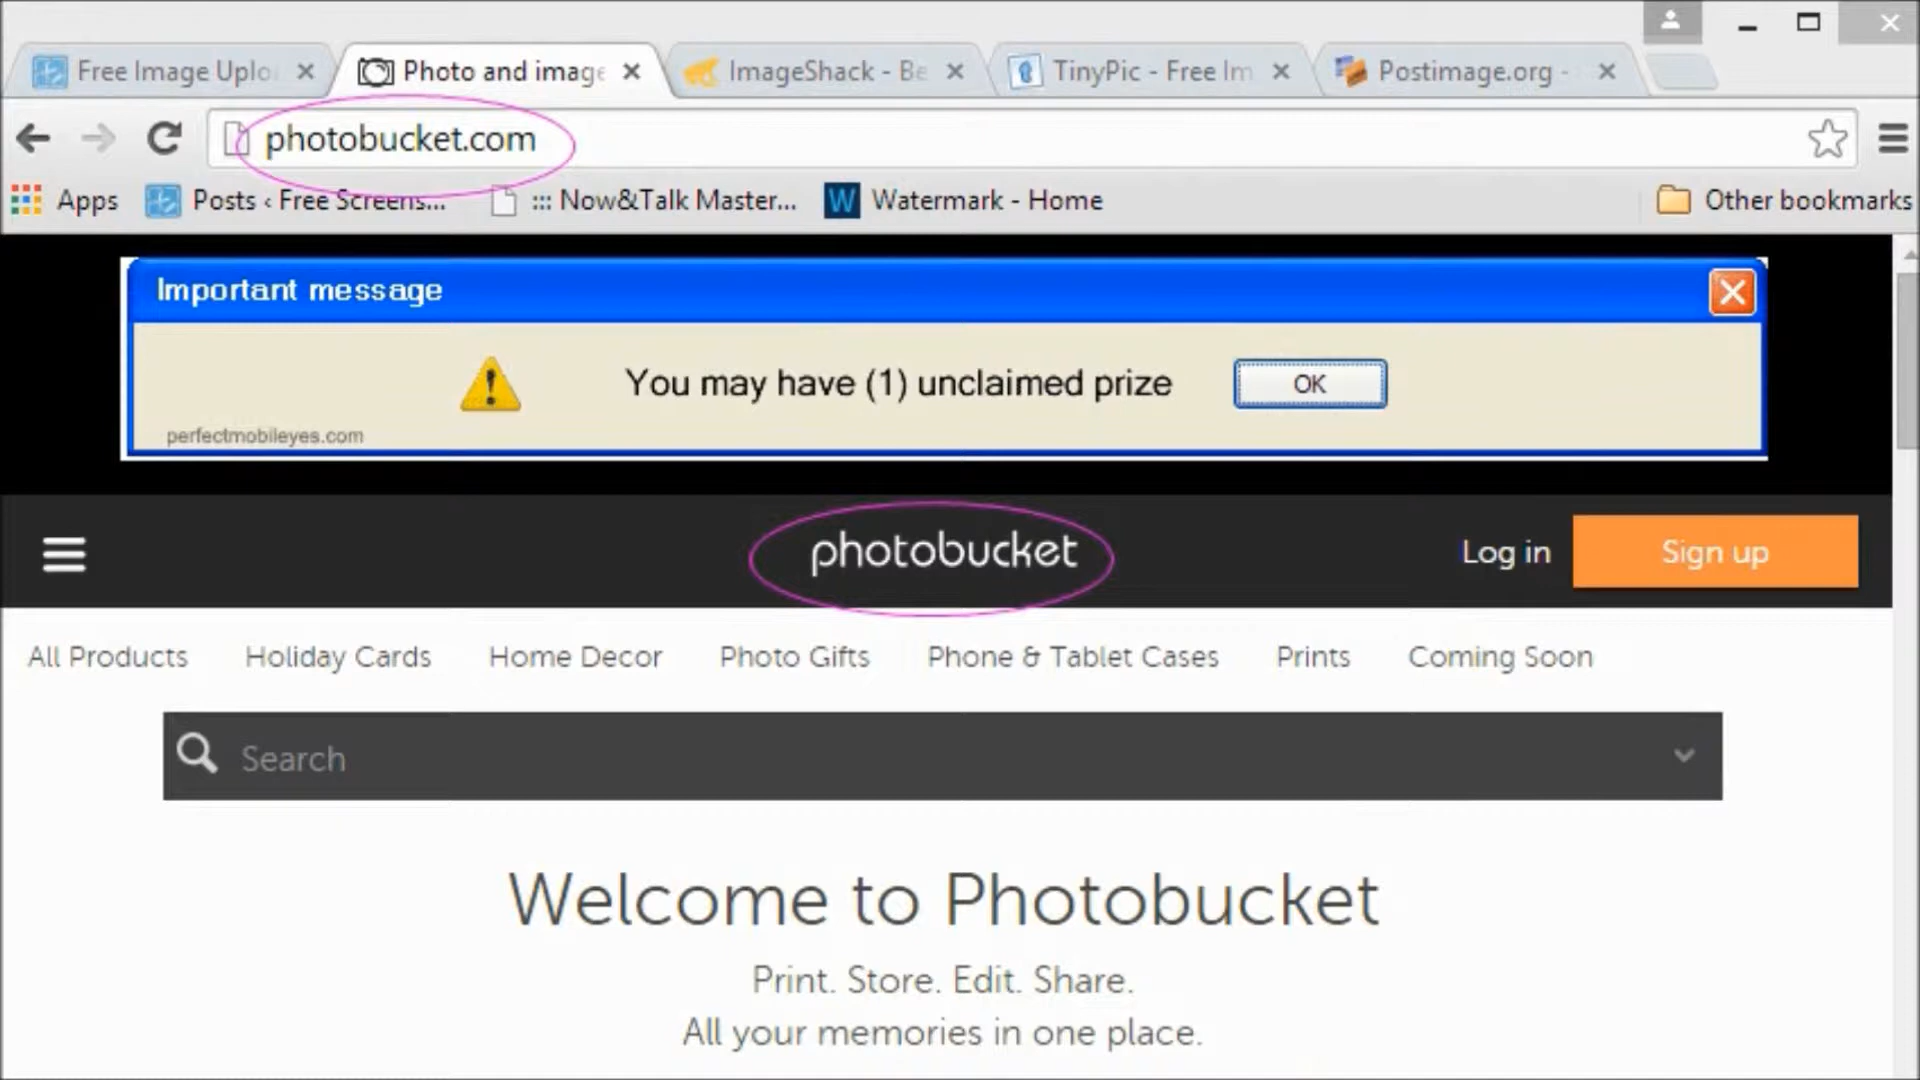 Free Image Uplo
Photo and image
ImageShack - Be
TinyPic - Free Im
Postimage.org -
photobucket.com
Apps
Posts ‹ Free Screens...
::: Now&Talk Master...
W Watermark - Home
Other bookmarks
Important message
You may have (1) unclaimed prize
OK
perfectmobileyes.com
photobucket
Log in
Sign up
All Products Holiday Cards Home Decor Photo Gifts Phone & Tablet Cases Prints Coming Soon
Search
Welcome to Photobucket
Print. Store. Edit. Share.
All your memories in one place.